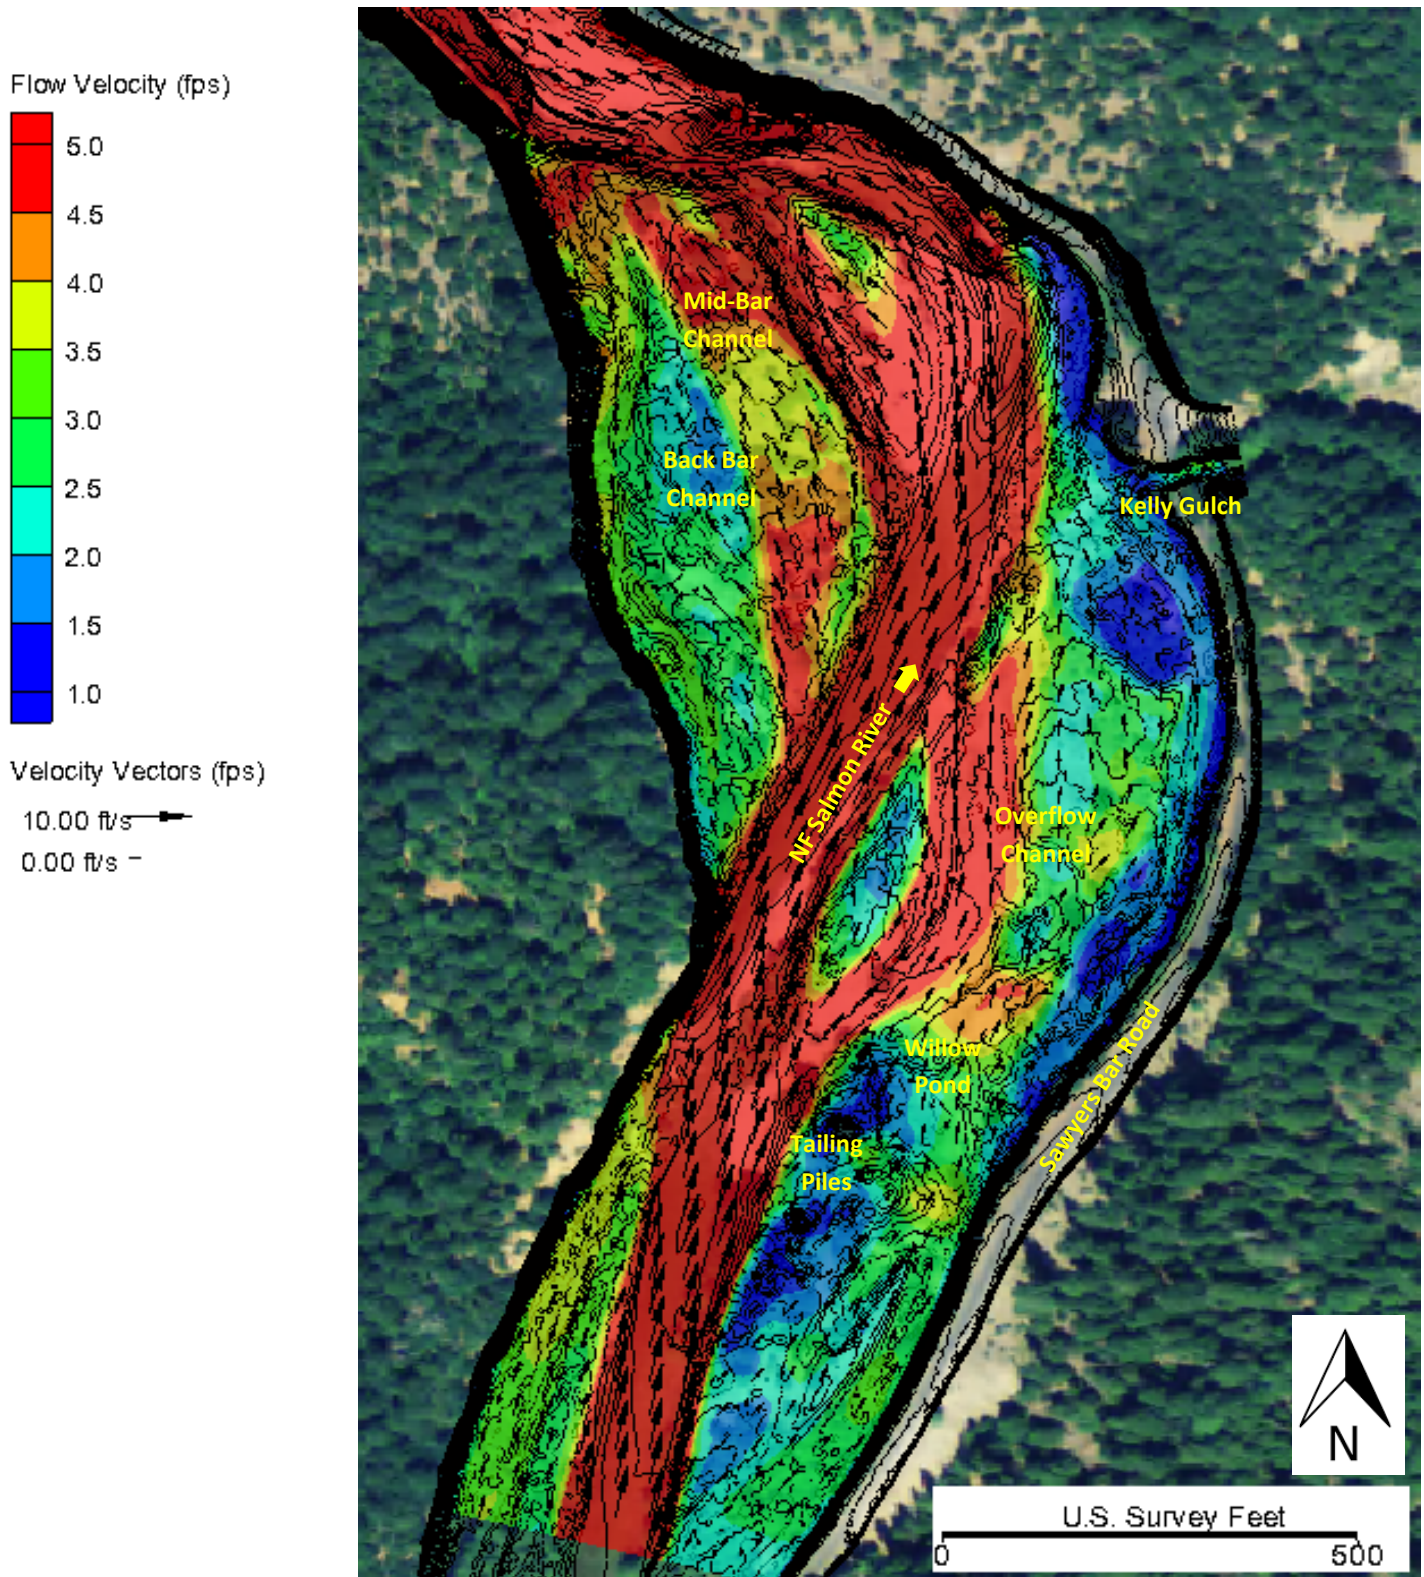 Flow Velocity (fps)
5.0
4.5
4.0
3.5
3.0
2.5
2.0
1.5
1.0
Velocity Vectors (fps)
10.00 ft/s
0.00 ft/s
Mid-Bar
Channel
Back Bar
Channel
Kelly Gulch
NF Salmon River
Overflow
Channel
Willow
Pond
Sawyers Bar Road
Tailing
Piles
N
U.S. Survey Feet
0
500